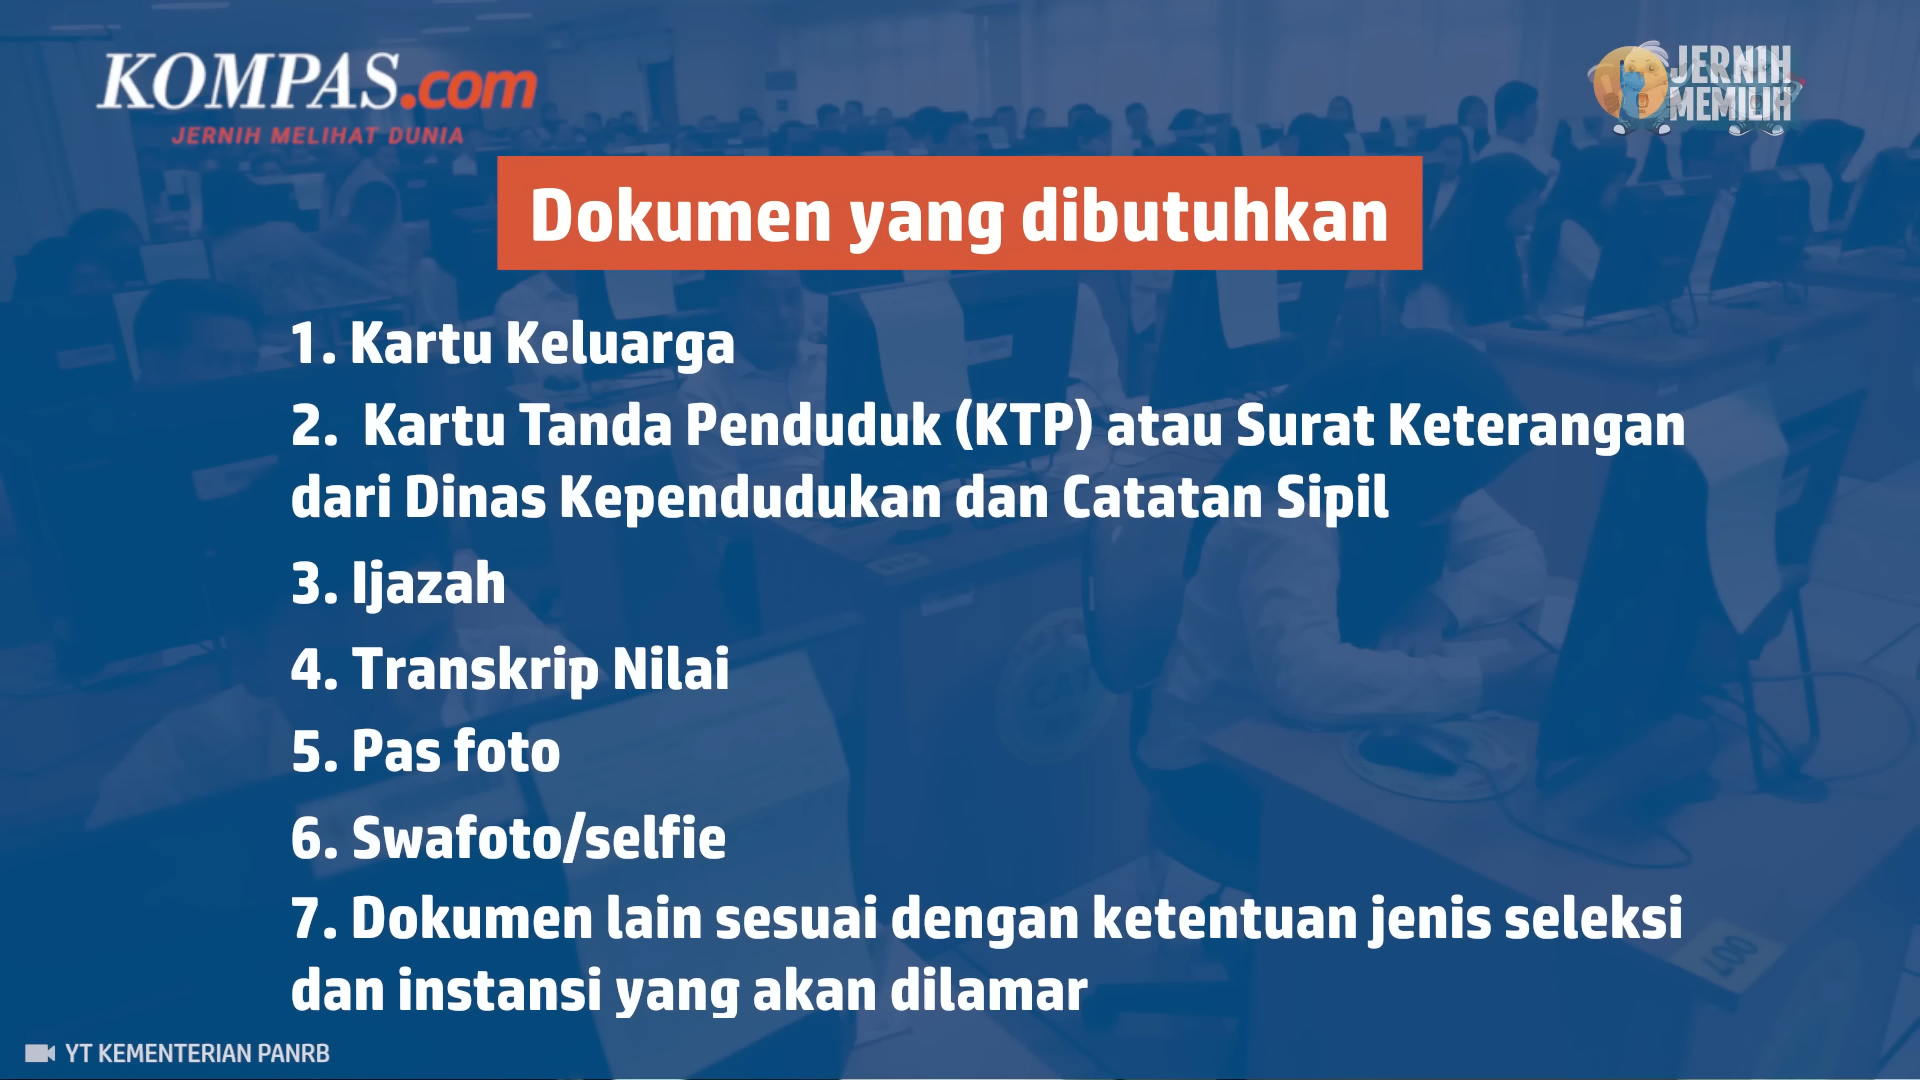 KOMPAS.com
JERNIH MELIHAT DUNIA
JERNIH
MEMILIH
Dokumen yang dibutuhkan
1. Kartu Keluarga
2. Kartu Tanda Penduduk (KTP) atau Surat Keterangan
dari Dinas Kependudukan dan Catatan Sipil
3. Ijazah
4. Transkrip Nilai
5. Pas foto
6. Swafoto/selfie
7. Dokumen lain sesuai dengan ketentuan jenis seleksi
dan instansi yang akan dilamar
007
YT KEMENTERIAN PANRB